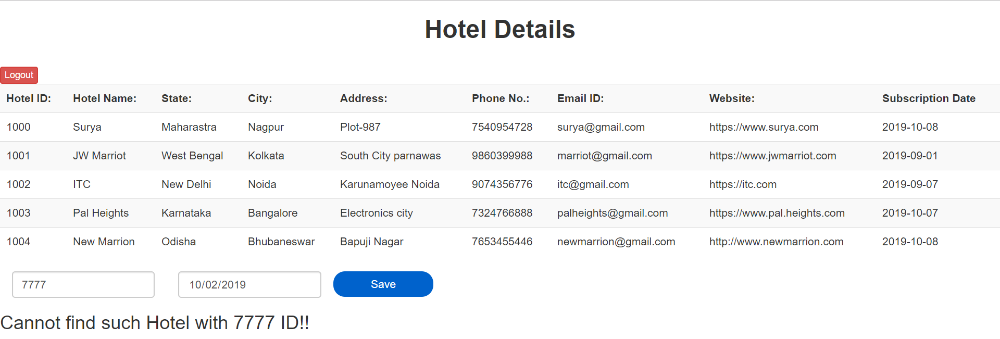 Hotel Details
Logout
Hotel ID: Hotel Name: State: City: Address: Phone No.: Email ID: Website: Subscription Date
1000 Surya Maharastra Nagpur Plot-987 7540954728 surya@gmail.com https://www.surya.com 2019-10-08
1001 JW Marriot West Bengal Kolkata South City parnawas 9860399988 marriot@gmail.com https://www.jwmarriot.com 2019-09-01
1002 ITC New Delhi Noida Karunamoyee Noida 9074356776 itc@gmail.com https://itc.com 2019-09-07
1003 Pal Heights Karnataka Bangalore Electronics city 7324766888 palheights@gmail.com https://www.pal.heights.com 2019-10-07
1004 New Marrion Odisha Bhubaneswar Bapuji Nagar 7653455446 newmarrion@gmail.com http://www.newmarrion.com 2019-10-08
7777 10/02/2019 Save
Cannot find such Hotel with 7777 ID!!